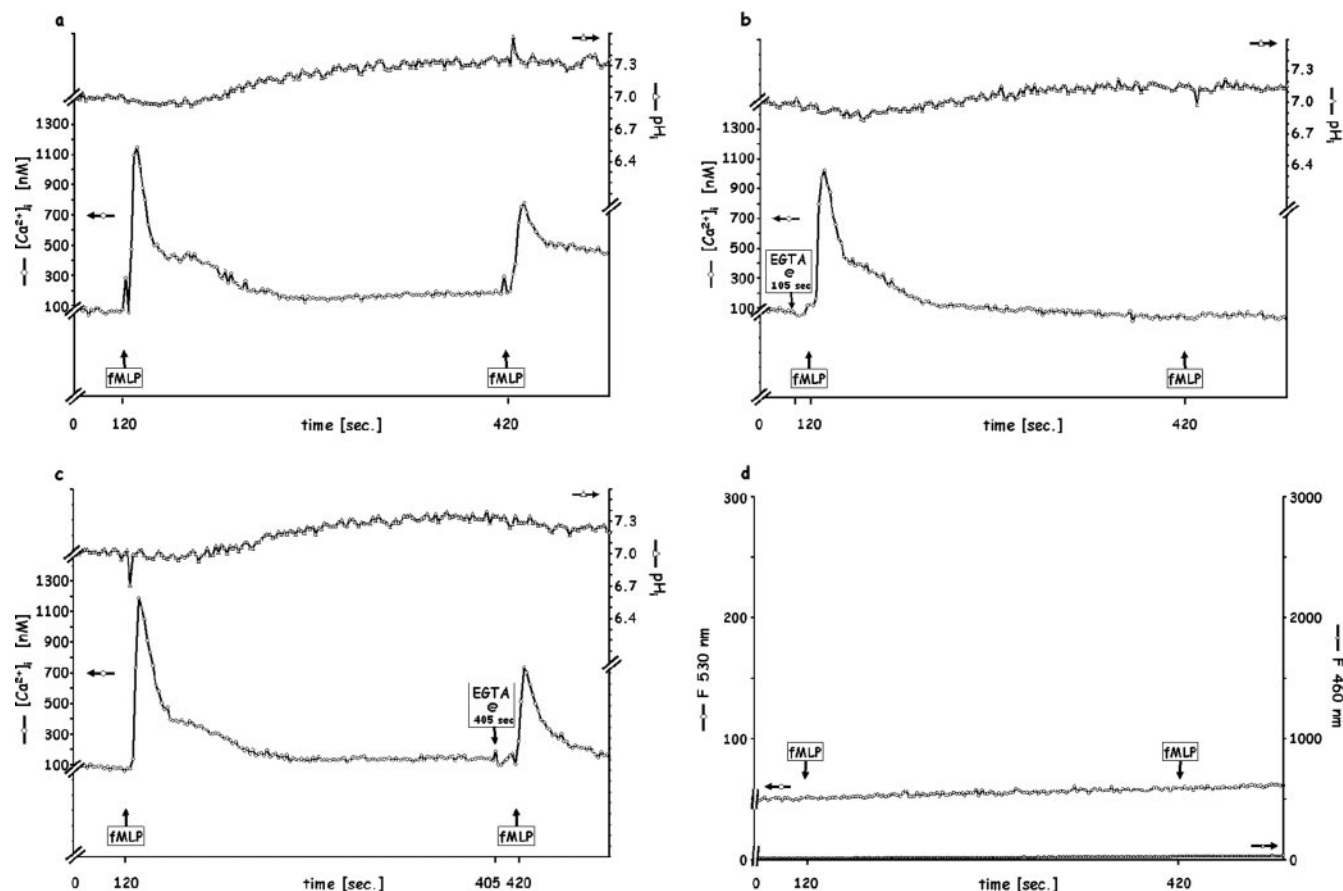 a
7.3
7.0
6.7
6.4
pHi
1300
1100
900
700
500
300
100
[Ca²⁺]i [nM]
fMLP
fMLP
0
120
time [sec.]
420
b
7.3
7.0
6.7
6.4
pHi
1300
1100
900
700
500
300
100
[Ca²⁺]i [nM]
EGTA
@
105 sec
fMLP
fMLP
0
120
time [sec.]
420
c
7.3
7.0
6.7
6.4
pHi
1300
1100
900
700
500
300
100
[Ca²⁺]i [nM]
EGTA
@
405 sec
fMLP
fMLP
0
120
time [sec.]
405 420
d
300
200
100
0
F 530 nm
3000
2000
1000
0
F 460 nm
fMLP
fMLP
0
120
time [sec.]
420